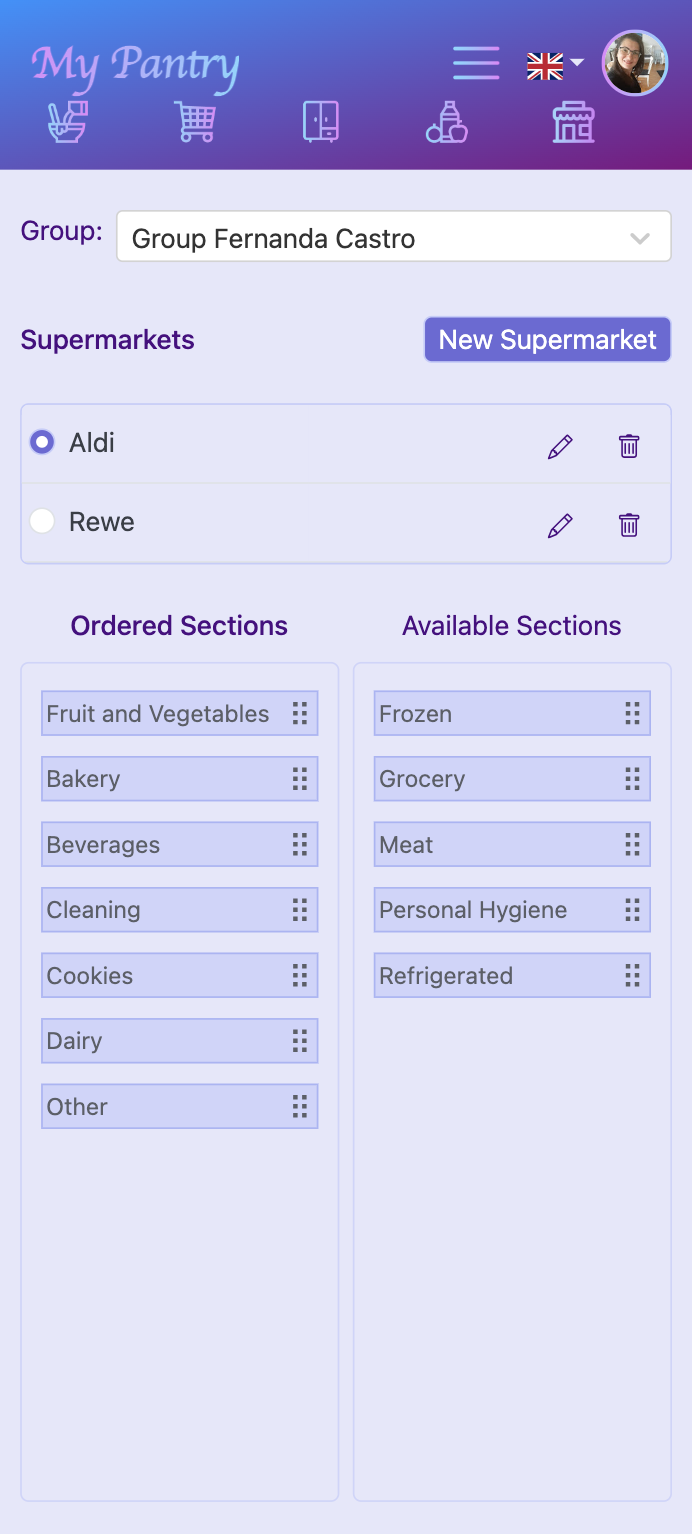 My Pantry
Group:
Group Fernanda Castro
Supermarkets
New Supermarket
Aldi
Rewe
Ordered Sections
Fruit and Vegetables
Bakery
Beverages
Cleaning
Cookies
Dairy
Other
Available Sections
Frozen
Grocery
Meat
Personal Hygiene
Refrigerated